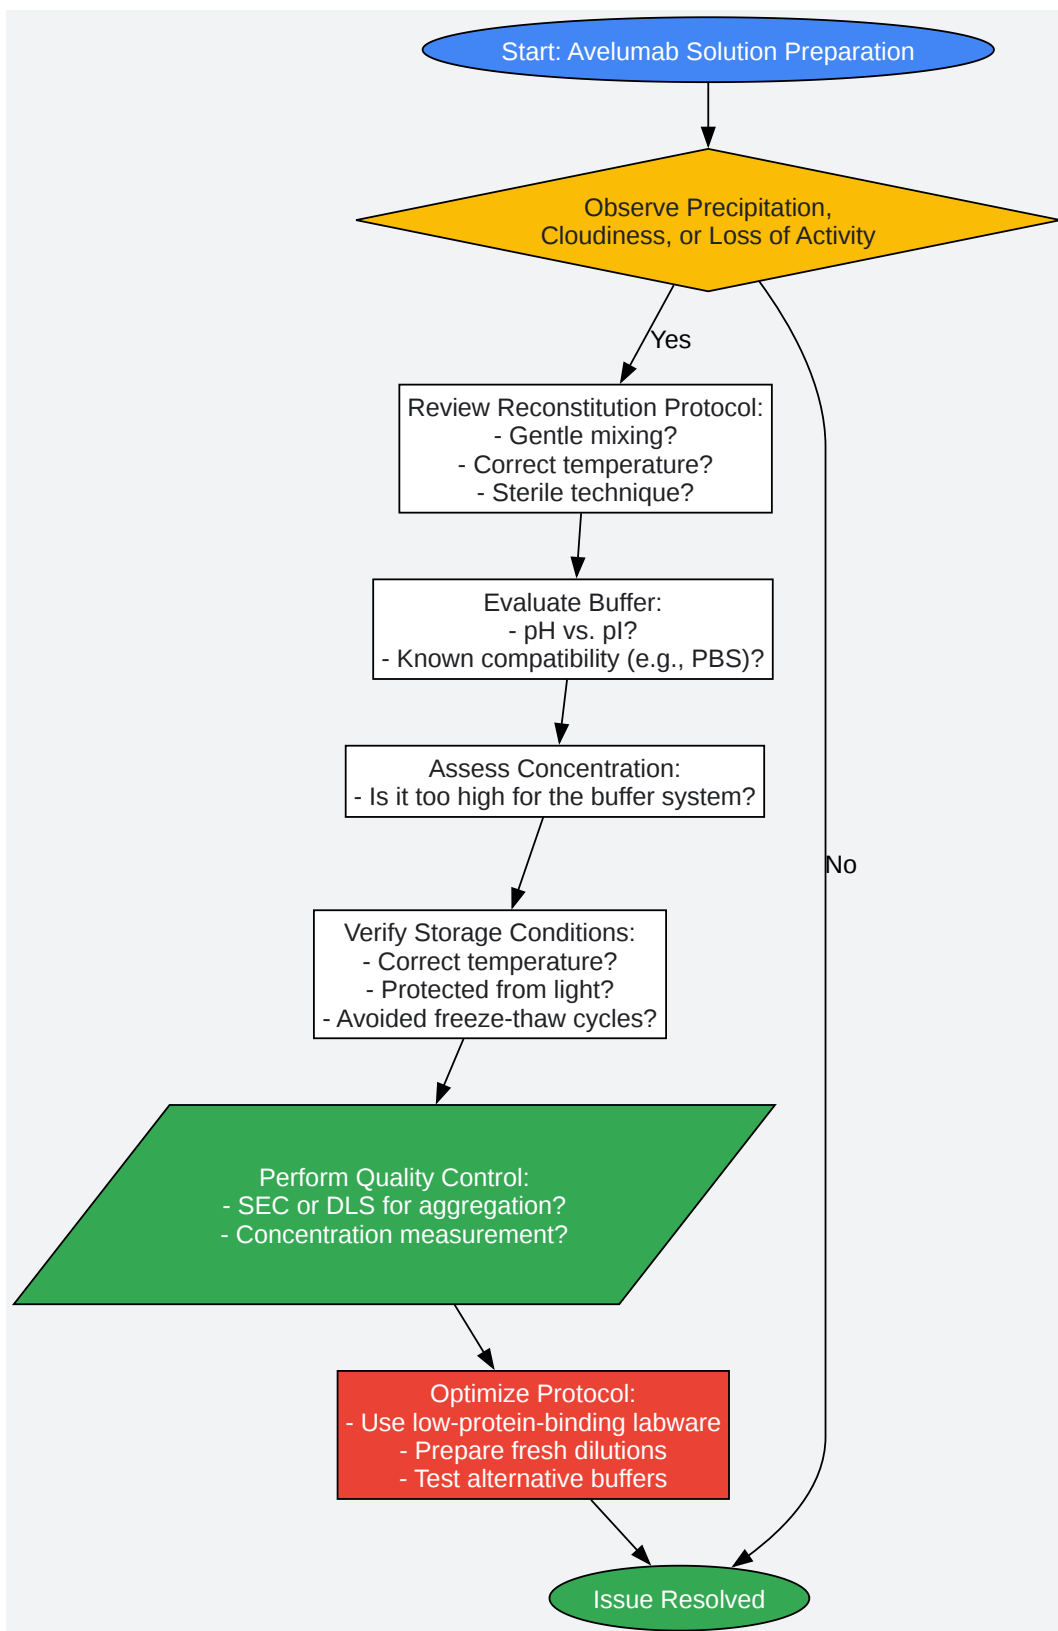 Start: Avelumab Solution Preparation
Observe Precipitation,
Cloudiness, or Loss of Activity
Yes
Review Reconstitution Protocol:
- Gentle mixing?
- Correct temperature?
- Sterile technique?
Evaluate Buffer:
- pH vs. pI?
- Known compatibility (e.g., PBS)?
Assess Concentration:
- Is it too high for the buffer system?
No
Verify Storage Conditions:
- Correct temperature?
- Protected from light?
- Avoided freeze-thaw cycles?
Perform Quality Control:
- SEC or DLS for aggregation?
- Concentration measurement?
Optimize Protocol:
- Use low-protein-binding labware
- Prepare fresh dilutions
- Test alternative buffers
Issue Resolved